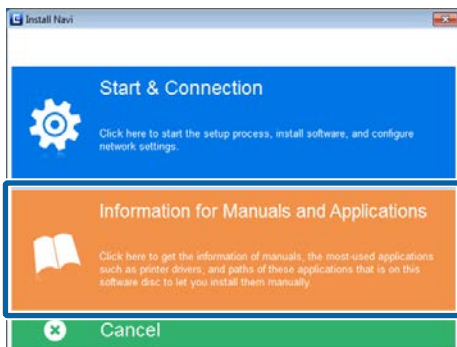 Install Navi
Start & Connection
Click here to start the setup process, install software, and configure
network settings.
Information for Manuals and Applications
Click here to get the information of manuals, the most-used applications
such as printer drivers, and paths of these applications that is on this
software disc to let you install them manually.
Cancel